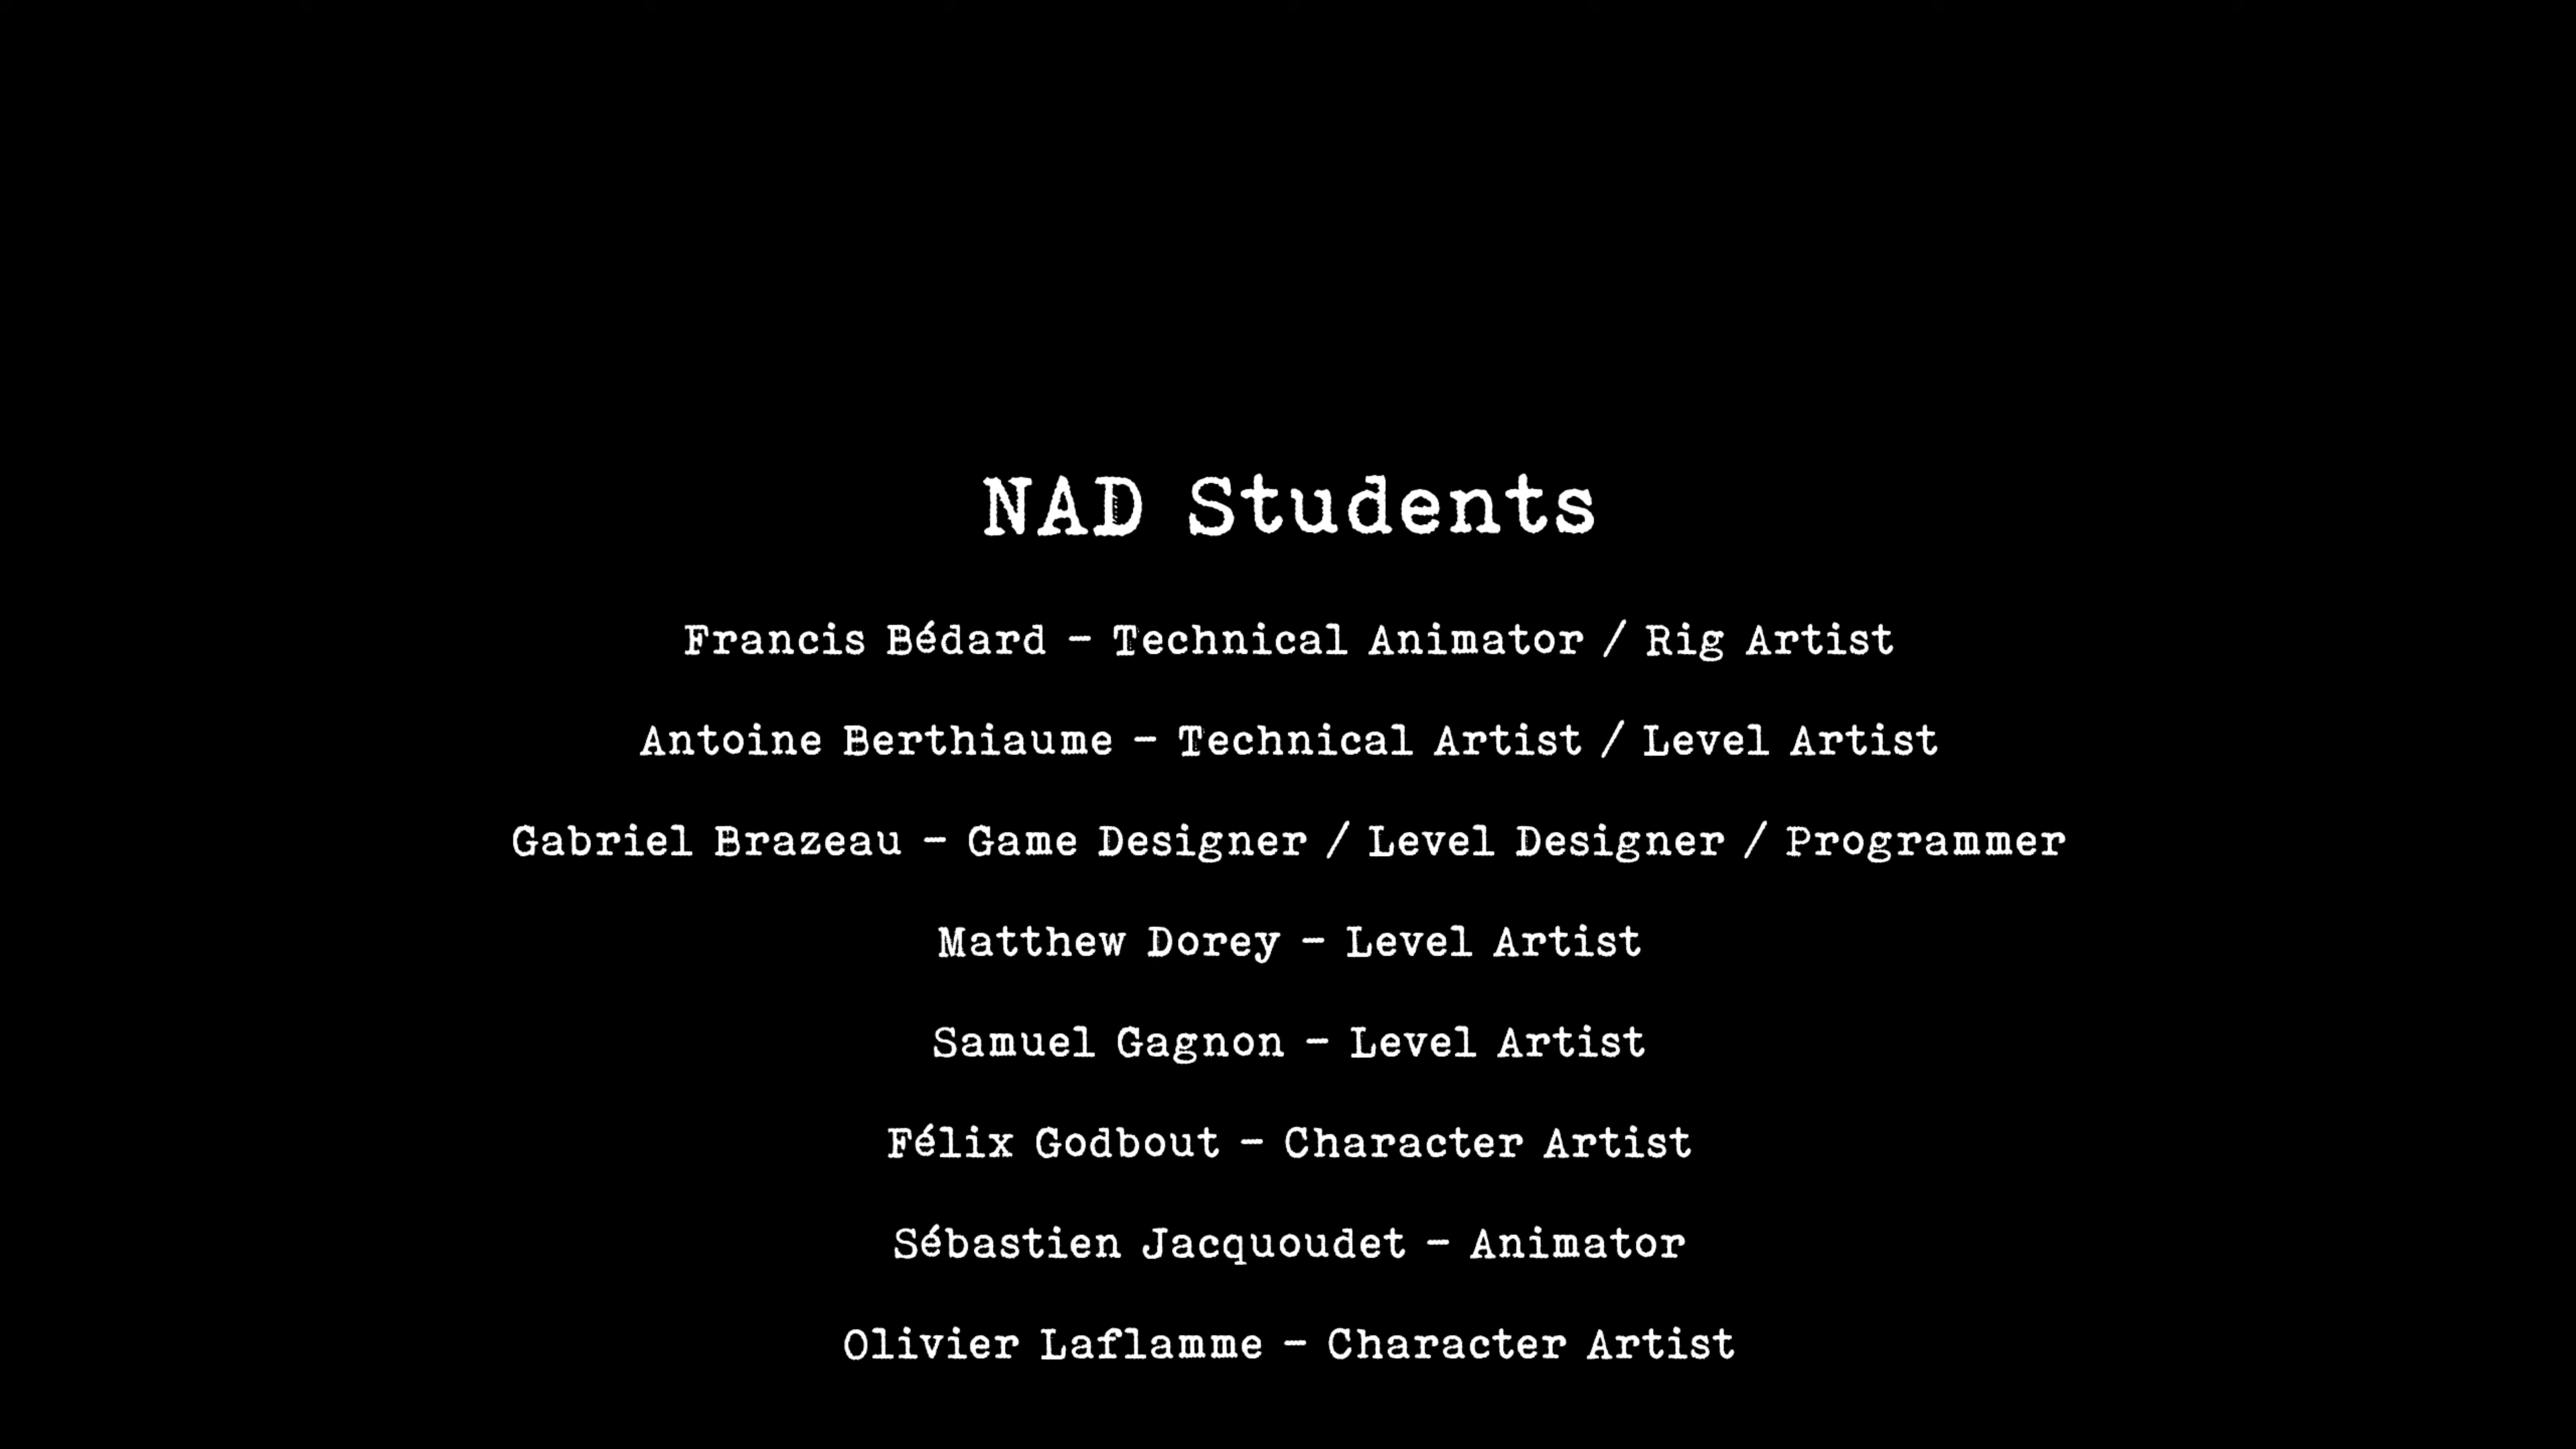 NAD Students
Francis Bédard - Technical Animator / Rig Artist
Antoine Berthiaume - Technical Artist / Level Artist
Gabriel Brazeau - Game Designer / Level Designer / Programmer
Matthew Dorey - Level Artist
Samuel Gagnon - Level Artist
Félix Godbout - Character Artist
Sébastien Jacquoudet - Animator
Olivier Laflamme - Character Artist